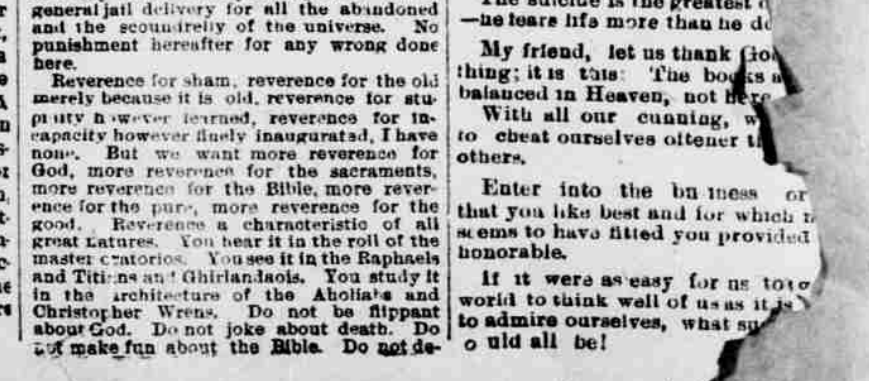 general jail delivery for all the abandoned
and the scoundrelly of the universe. No
punishment hereafter for any wrong done
here.
Reverence for sham, reverence for the old
merely because it is old, reverence for stu-
pidity however learned, reverence for in-
capacity however finely inaugurated, I have
none. But we want more reverence for
God, more reverence for the sacraments,
more reverence for the Bible, more rever-
ence for the pure, more reverence for the
good. Reverence a characteristic of all
great natures. You hear it in the roll of the
master oratorios. You see it in the Raphaels
and Titians and Ghirlandaois. You study it
in the architecture of the Aholiabs and
Christopher Wrens. Do not be flippant
about God. Do not joke about death. Do
not make fun about the Bible. Do not de-
The suicide is the greatest
—he fears life more than he
My friend, let us thank God
thing; it is this: The books
balanced in Heaven, not here.
With all our cunning,
to cheat ourselves oftener
others.
Enter into the business or
that you like best and for which
seems to have fitted you provided
honorable.
If it were as easy for us to
world to think well of us as it is
to admire ourselves, what
could all be!